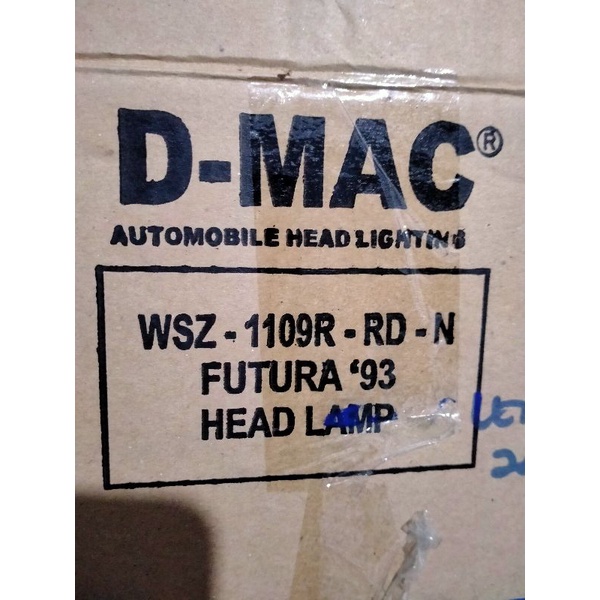 D-MAC®
AUTOMOBILE HEAD LIGHTING
WSZ - 1109R - RD - N
FUTURA ‘93
HEAD LAMP